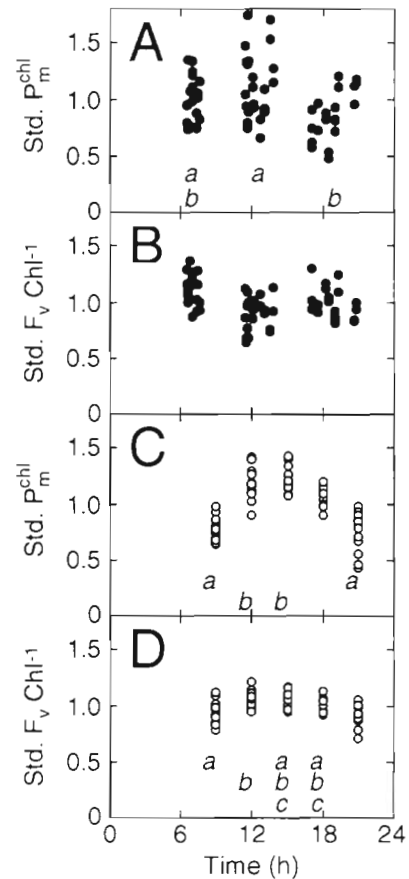 A
Std. P_m^chl
1.5
1.0
0.5
0
a a
b b
B
Std. F_v Chl^-1
1.5
1.0
0.5
0
C
Std. P_m^chl
1.5
1.0
0.5
0
a a
b b
D
Std. F_v Chl^-1
1.5
1.0
0.5
0
a a a
b b b
c c
0 6 12 18 24
Time (h)